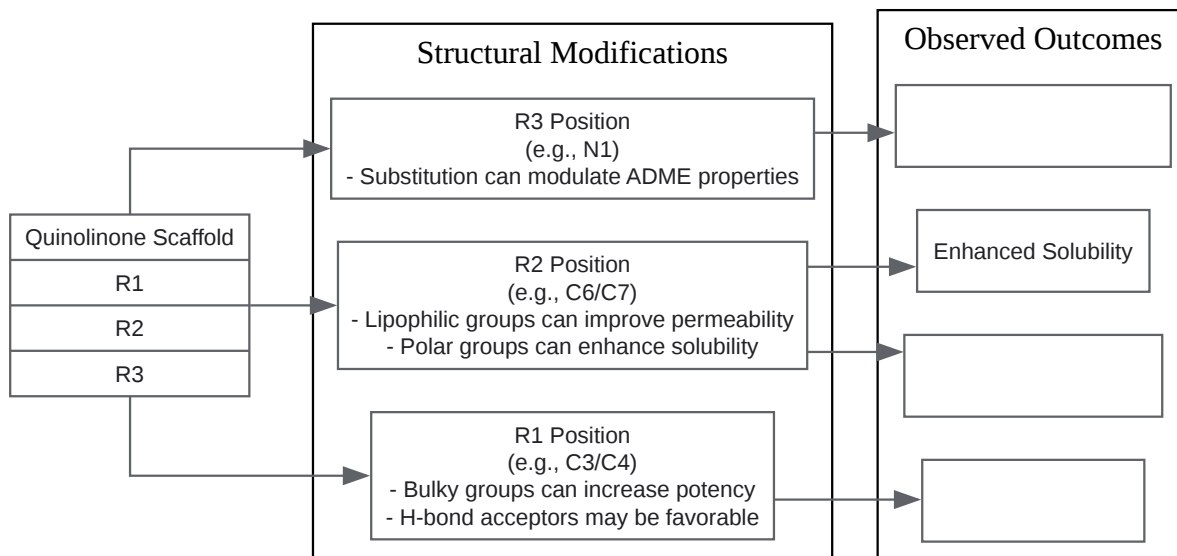 Structural Modifications
Observed Outcomes
R3 Position
(e.g., N1)
- Substitution can modulate ADME properties
Quinolinone Scaffold
R1
R2
R3
R2 Position
(e.g., C6/C7)
- Lipophilic groups can improve permeability
- Polar groups can enhance solubility
Enhanced Solubility
R1 Position
(e.g., C3/C4)
- Bulky groups can increase potency
- H-bond acceptors may be favorable